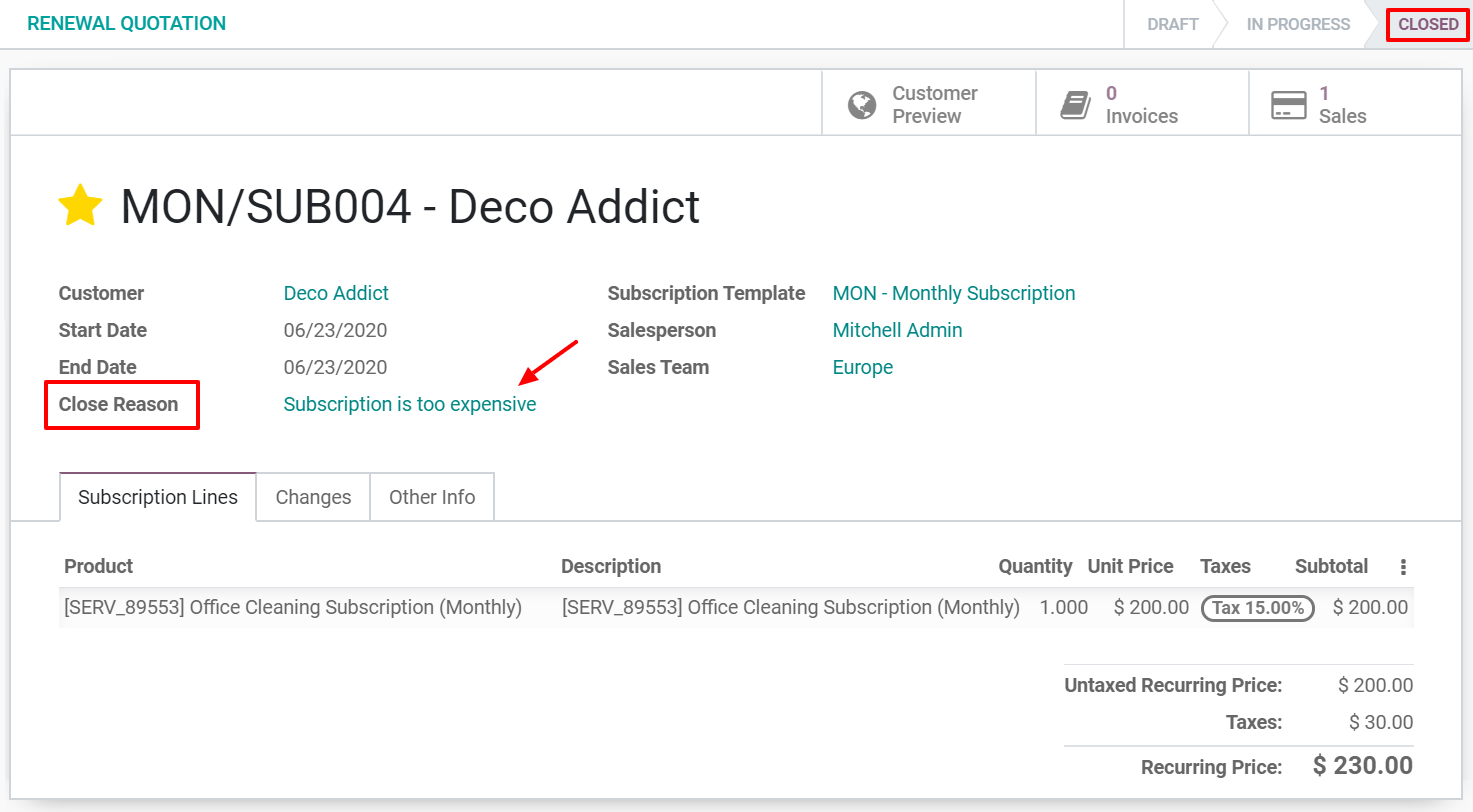 RENEWAL QUOTATION DRAFT IN PROGRESS CLOSED
Customer Preview
0 Invoices
1 Sales
MON/SUB004 - Deco Addict
Customer Deco Addict Subscription Template MON - Monthly Subscription
Start Date 06/23/2020 Salesperson Mitchell Admin
End Date 06/23/2020 Sales Team Europe
Close Reason Subscription is too expensive
Subscription Lines Changes Other Info
Product Description Quantity Unit Price Taxes Subtotal
[SERV_89553] Office Cleaning Subscription (Monthly) [SERV_89553] Office Cleaning Subscription (Monthly) 1.000 $ 200.00 Tax 15.00% $ 200.00
Untaxed Recurring Price: $ 200.00
Taxes: $ 30.00
Recurring Price: $ 230.00